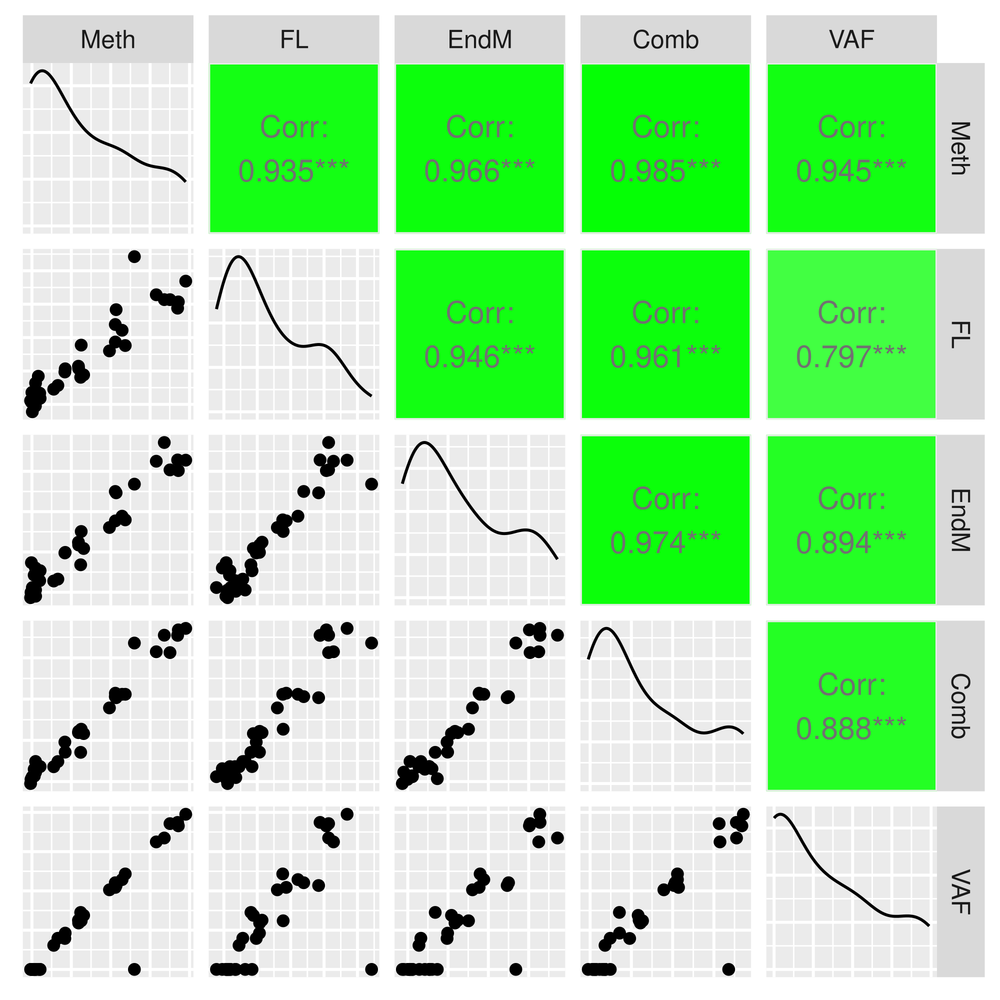 Meth FL EndM Comb VAF
Corr: Corr: Corr: Corr:
0.935*** 0.966*** 0.985*** 0.945***
Meth
Corr: Corr: Corr:
0.946*** 0.961*** 0.797***
FL
Corr: Corr:
0.974*** 0.894***
EndM
Corr:
0.888***
Comb
VAF